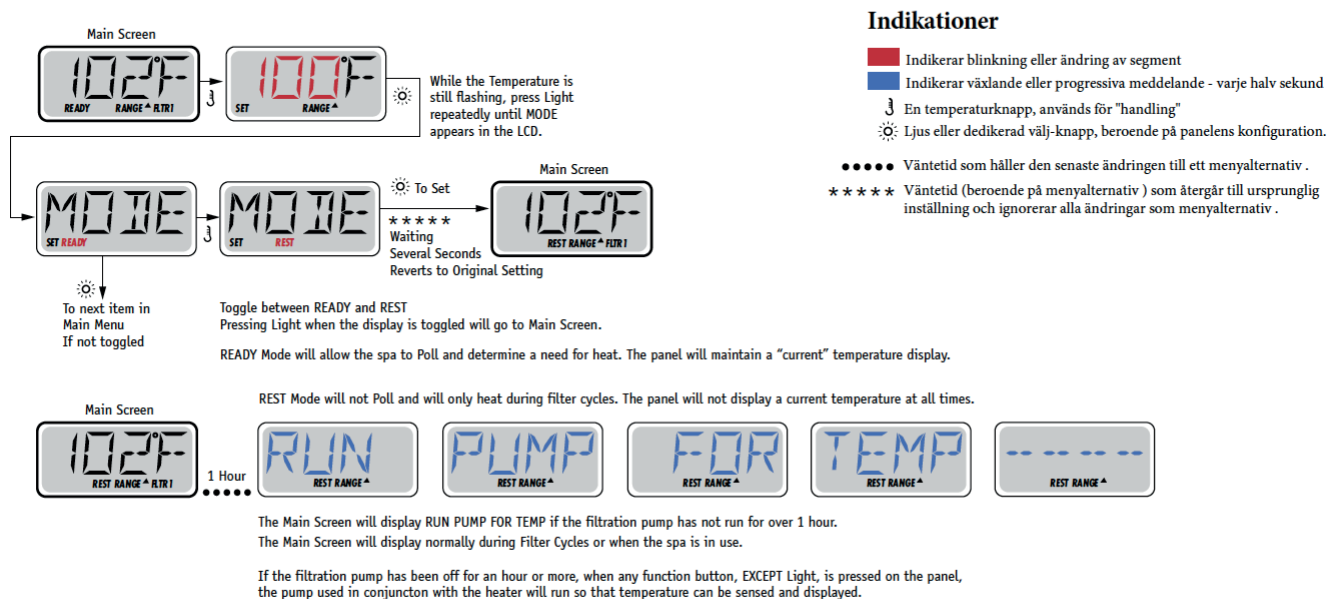 Main Screen
102°F
READY RANGE FLTR1
100°F
SET RANGE
While the Temperature is
still flashing, press Light
repeatedly until MODE
appears in the LCD.
Indikationer
Indikerar blinkning eller ändring av segment
Indikerar växlande eller progressiva meddelande - varje halv sekund
En temperaturknapp, används för "handling"
Ljus eller dedikerad välj-knapp, beroende på panelens konfiguration.
••••• Väntetid som håller den senaste ändringen till ett menyalternativ .
***** Väntetid (beroende på menyalternativ ) som återgår till ursprunglig
inställning och ignorerar alla ändringar som menyalternativ .
MODE
SET READY
MODE
SET REST
To Set
*****
Waiting
Several Seconds
Reverts to Original Setting
Main Screen
102°F
REST RANGE FLTR1
To next item in
Main Menu
If not toggled
Toggle between READY and REST
Pressing Light when the display is toggled will go to Main Screen.
READY Mode will allow the spa to Poll and determine a need for heat. The panel will maintain a “current” temperature display.
REST Mode will not Poll and will only heat during filter cycles. The panel will not display a current temperature at all times.
Main Screen
102°F
REST RANGE FLTR1
1 Hour
•••••
RUN
REST RANGE
PUMP
REST RANGE
FOR
REST RANGE
TEMP
REST RANGE
-- -- -- --
REST RANGE
The Main Screen will display RUN PUMP FOR TEMP if the filtration pump has not run for over 1 hour.
The Main Screen will display normally during Filter Cycles or when the spa is in use.
If the filtration pump has been off for an hour or more, when any function button, EXCEPT Light, is pressed on the panel,
the pump used in conjuncton with the heater will run so that temperature can be sensed and displayed.